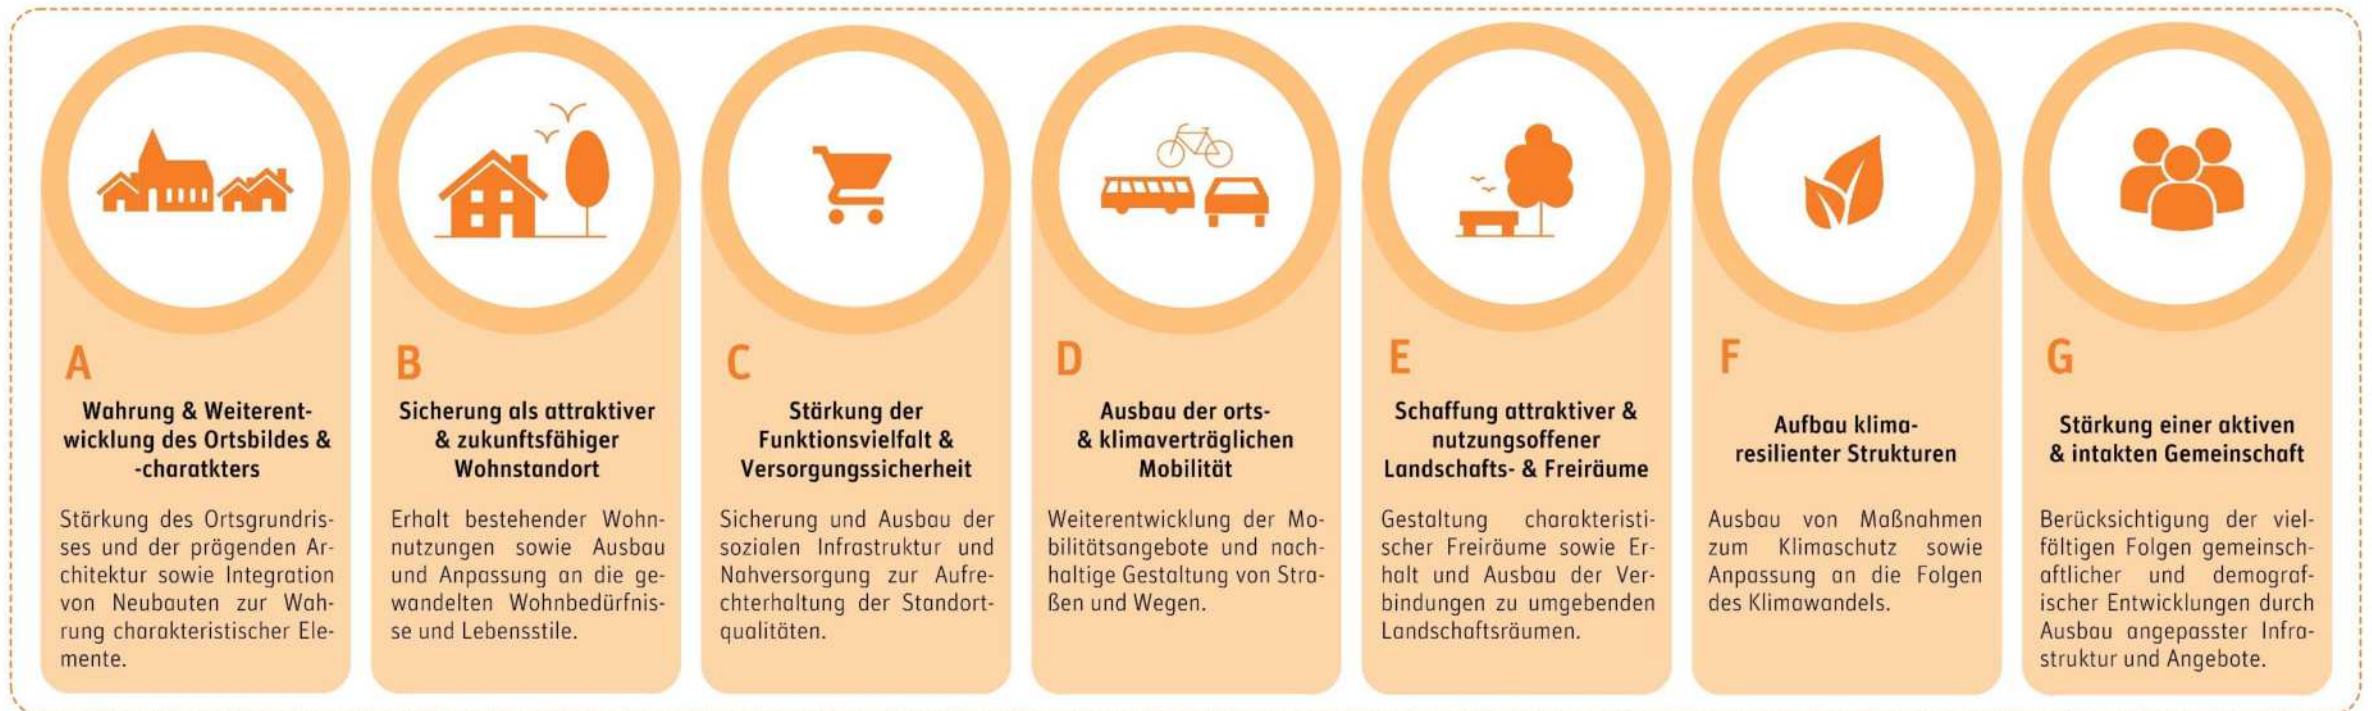 A
Wahrung & Weiterent-
wicklung des Ortsbildes &
-charatkters
Stärkung des Ortsgrundris-
ses und der prägenden Ar-
chitektur sowie Integration
von Neubauten zur Wah-
rung charakteristischer Ele-
mente.
B
Sicherung als attraktiver
& zukunftsfähiger
Wohnstandort
Erhalt bestehender Wohn-
nutzungen sowie Ausbau
und Anpassung an die ge-
wandelten Wohnbedürfnis-
se und Lebensstile.
C
Stärkung der
Funktionsvielfalt &
Versorgungssicherheit
Sicherung und Ausbau der
sozialen Infrastruktur und
Nahversorgung zur Aufre-
chterhaltung der Standort-
qualitäten.
D
Ausbau der orts-
& klimaverträglichen
Mobilität
Weiterentwicklung der Mo-
bilitätsangebote und nach-
haltige Gestaltung von Stra-
ßen und Wegen.
E
Schaffung attraktiver &
nutzungsoffener
Landschafts- & Freiräume
Gestaltung charakteristi-
scher Freiräume sowie Er-
halt und Ausbau der Ver-
bindungen zu umgebenden
Landschaftsräumen.
F
Aufbau klima-
resilienter Strukturen
Ausbau von Maßnahmen
zum Klimaschutz sowie
Anpassung an die Folgen
des Klimawandels.
G
Stärkung einer aktiven
& intakten Gemeinschaft
Berücksichtigung der viel-
fältigen Folgen gemeinsch-
aftlicher und demograf-
ischer Entwicklungen durch
Ausbau angepasster Infra-
struktur und Angebote.